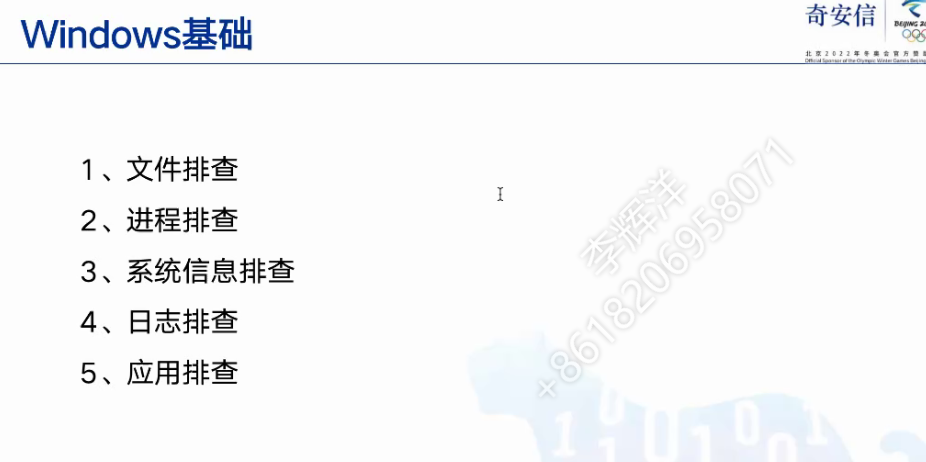 Windows基础
奇安信
BEIJING 20
北京2022年冬奥会官方赞助
Official Sponsor of the Olympic Winter Games Beijing
1、文件排查
2、进程排查
3、系统信息排查
4、日志排查
5、应用排查
李辉洋
+8618206958071